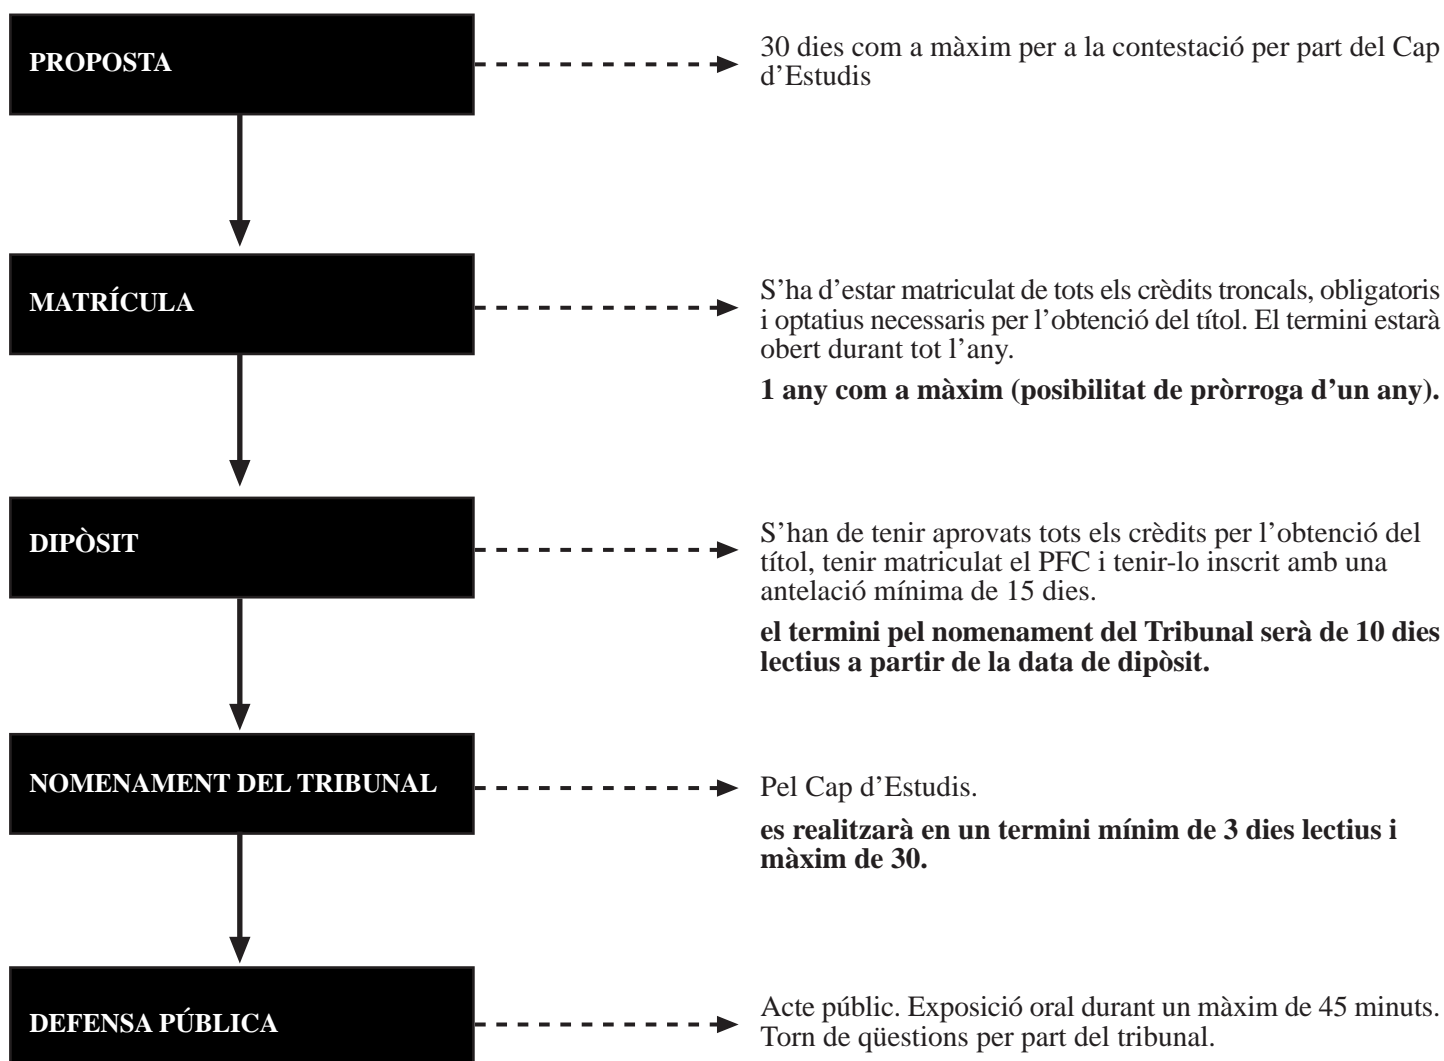 PROPOSTA
30 dies com a màxim per a la contestació per part del Cap
d’Estudis
MATRÍCULA
S’ha d’estar matriculat de tots els crèdits troncals, obligatoris
i optatius necessaris per l’obtenció del títol. El termini estarà
obert durant tot l’any.
1 any com a màxim (posibilitat de pròrroga d’un any).
DIPÒSIT
S’han de tenir aprovats tots els crèdits per l’obtenció del
títol, tenir matriculat el PFC i tenir-lo inscrit amb una
antelació mínima de 15 dies.
el termini pel nomenament del Tribunal serà de 10 dies
lectius a partir de la data de dipòsit.
NOMENAMENT DEL TRIBUNAL
Pel Cap d’Estudis.
es realitzarà en un termini mínim de 3 dies lectius i
màxim de 30.
DEFENSA PÚBLICA
Acte públic. Exposició oral durant un màxim de 45 minuts.
Torn de qüestions per part del tribunal.